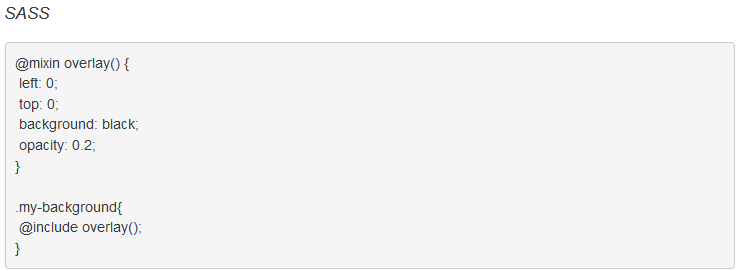 SASS
@mixin overlay() {
left: 0;
top: 0;
background: black;
opacity: 0.2;
}
.my-background{
@include overlay();
}